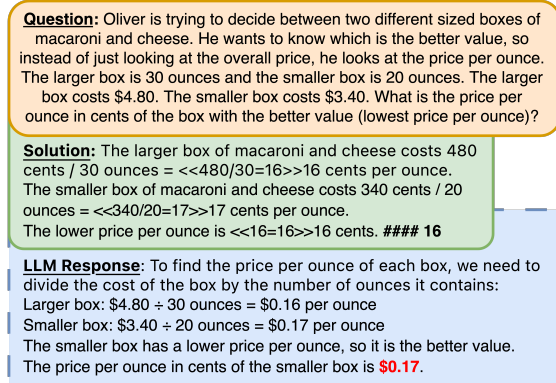 Question: Oliver is trying to decide between two different sized boxes of
macaroni and cheese. He wants to know which is the better value, so
instead of just looking at the overall price, he looks at the price per ounce.
The larger box is 30 ounces and the smaller box is 20 ounces. The larger
box costs $4.80. The smaller box costs $3.40. What is the price per
ounce in cents of the box with the better value (lowest price per ounce)?
Solution: The larger box of macaroni and cheese costs 480
cents / 30 ounces = <<480/30=16>>16 cents per ounce.
The smaller box of macaroni and cheese costs 340 cents / 20
ounces = <<340/20=17>>17 cents per ounce.
The lower price per ounce is <<16=16>>16 cents. #### 16
LLM Response: To find the price per ounce of each box, we need to
divide the cost of the box by the number of ounces it contains:
Larger box: $4.80 ÷ 30 ounces = $0.16 per ounce
Smaller box: $3.40 ÷ 20 ounces = $0.17 per ounce
The smaller box has a lower price per ounce, so it is the better value.
The price per ounce in cents of the smaller box is $0.17.